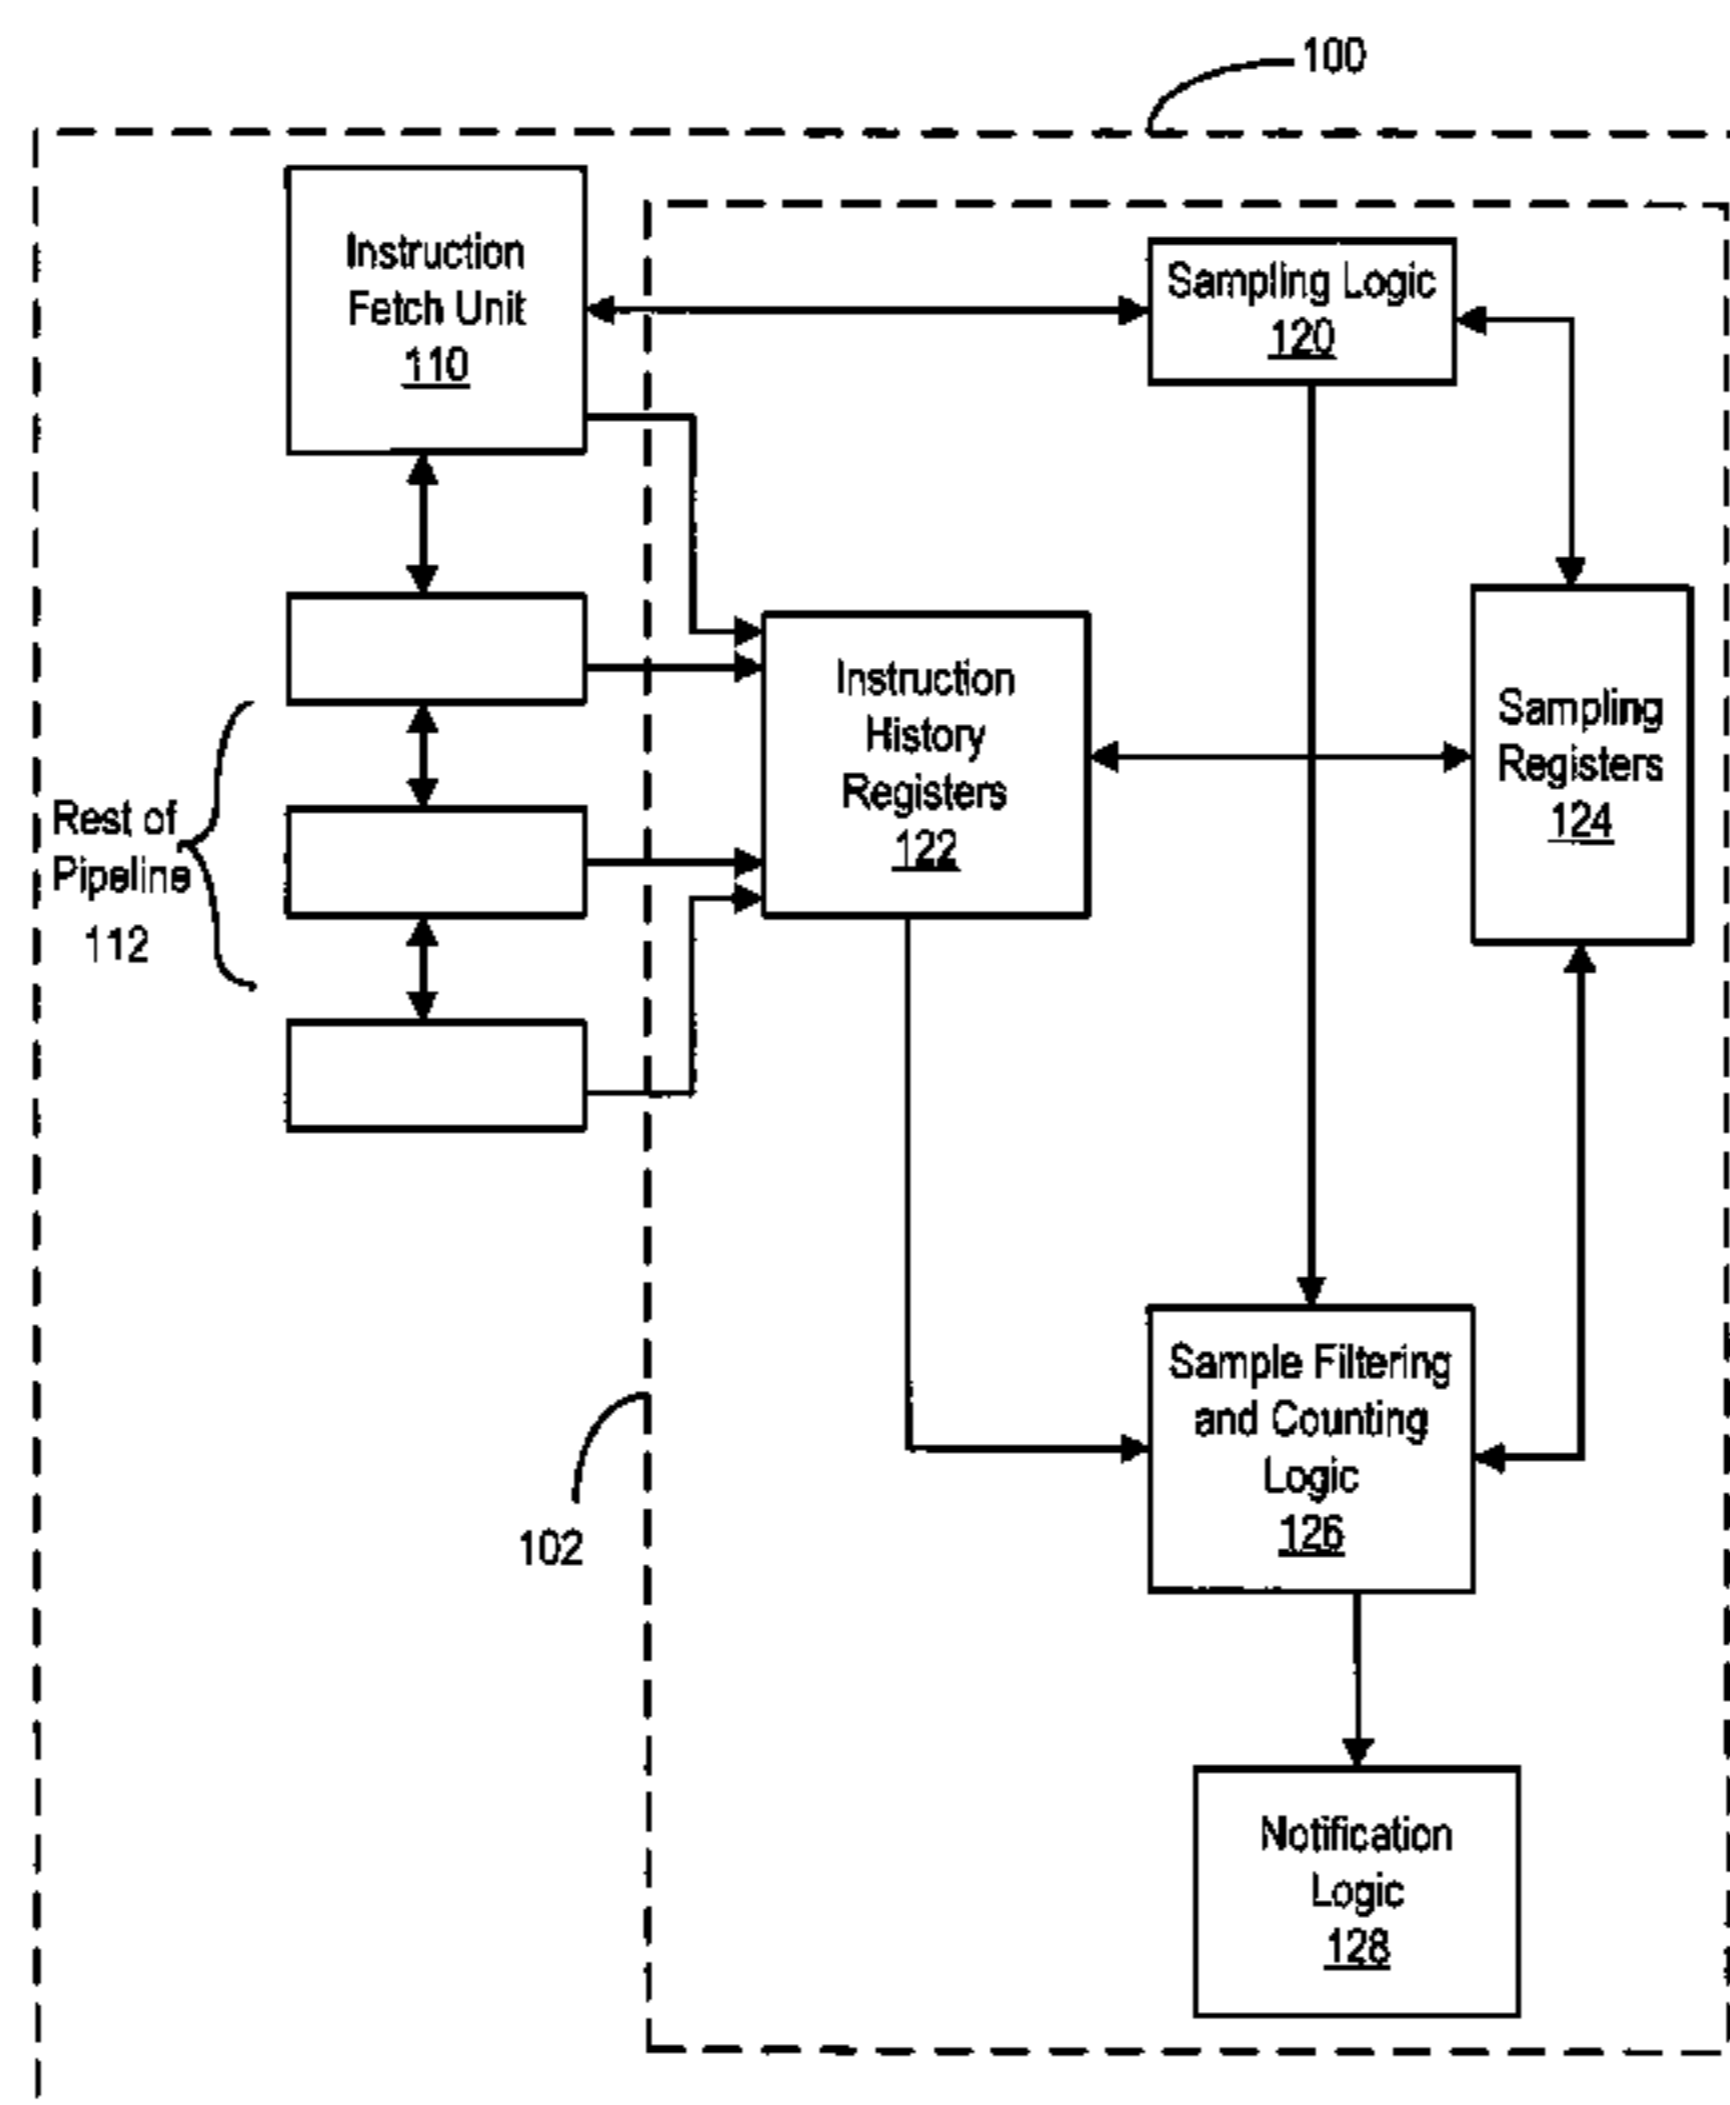 100
Instruction
Fetch Unit
110
Sampling Logic
120
Instruction
History
Registers
122
Sampling
Registers
124
Rest of
Pipeline
112
Sample Filtering
and Counting
Logic
126
102
Notification
Logic
128